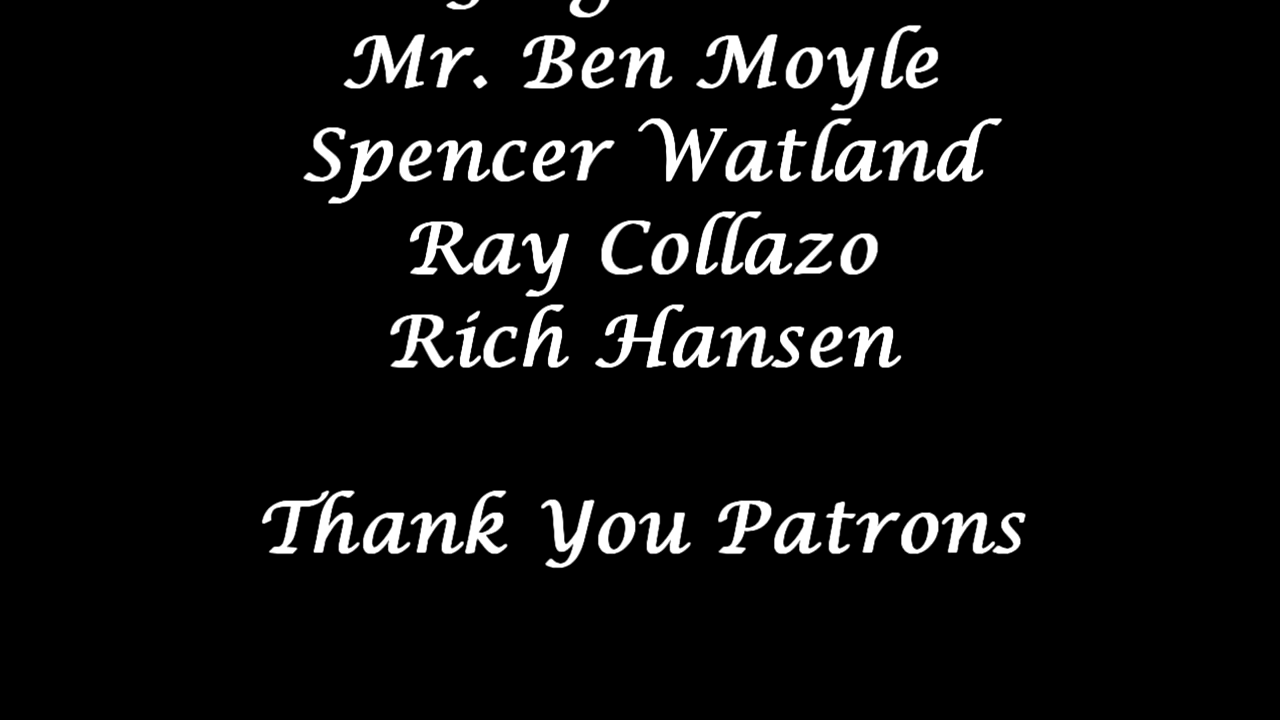 Mr. Ben Moyle
Spencer Watland
Ray Collazo
Rich Hansen
Thank You Patrons